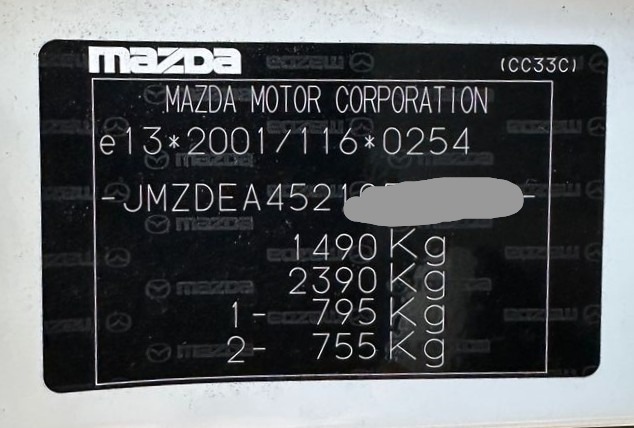 mazda
(CC33C)
MAZDA MOTOR CORPORATION
e13*2001/116*0254
-JMZDEA4521
1490 Kg
2390 Kg
1- 795 Kg
2- 755 Kg